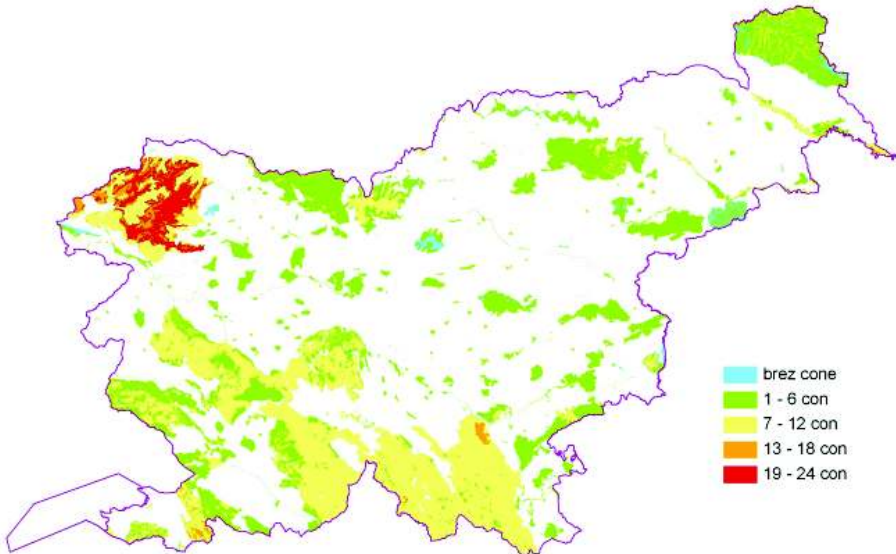 brez cone
1 - 6 con
7 - 12 con
13 - 18 con
19 - 24 con